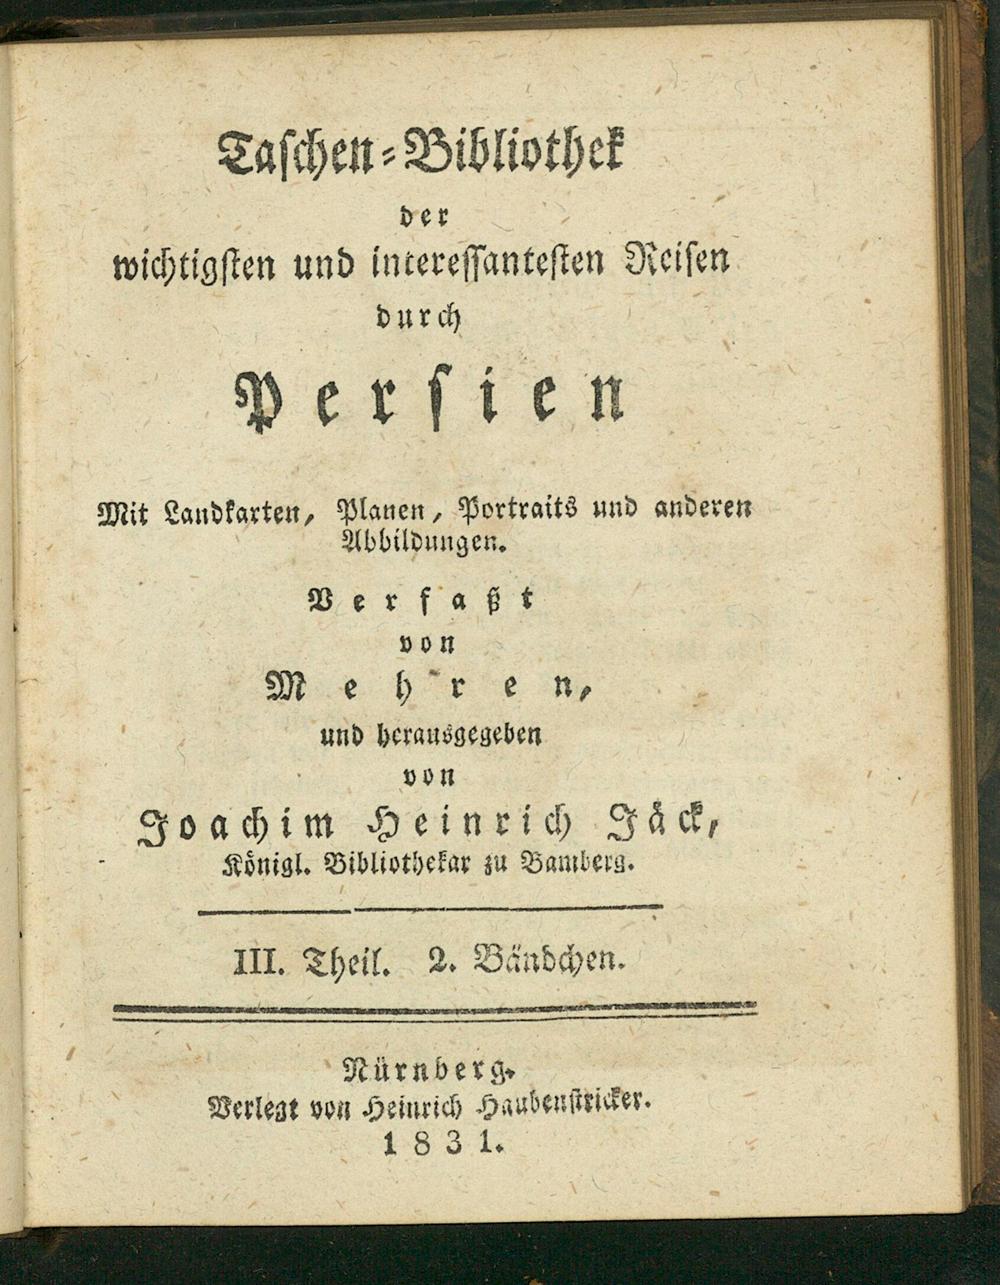 Taschen-Bibliothek
der
wichtigsten und interessantesten Reisen
durch
Persien
Mit Landkarten, Planen, Portraits und anderen
Abbildungen.
Verfaßt
von
Mehren,
und herausgegeben
von
Joachim Heinrich Jäck,
Königl. Bibliothekar zu Bamberg.
III. Theil. 2. Bändchen.
Nürnberg.
Verlegt von Heinrich Haubenstricker.
1831.